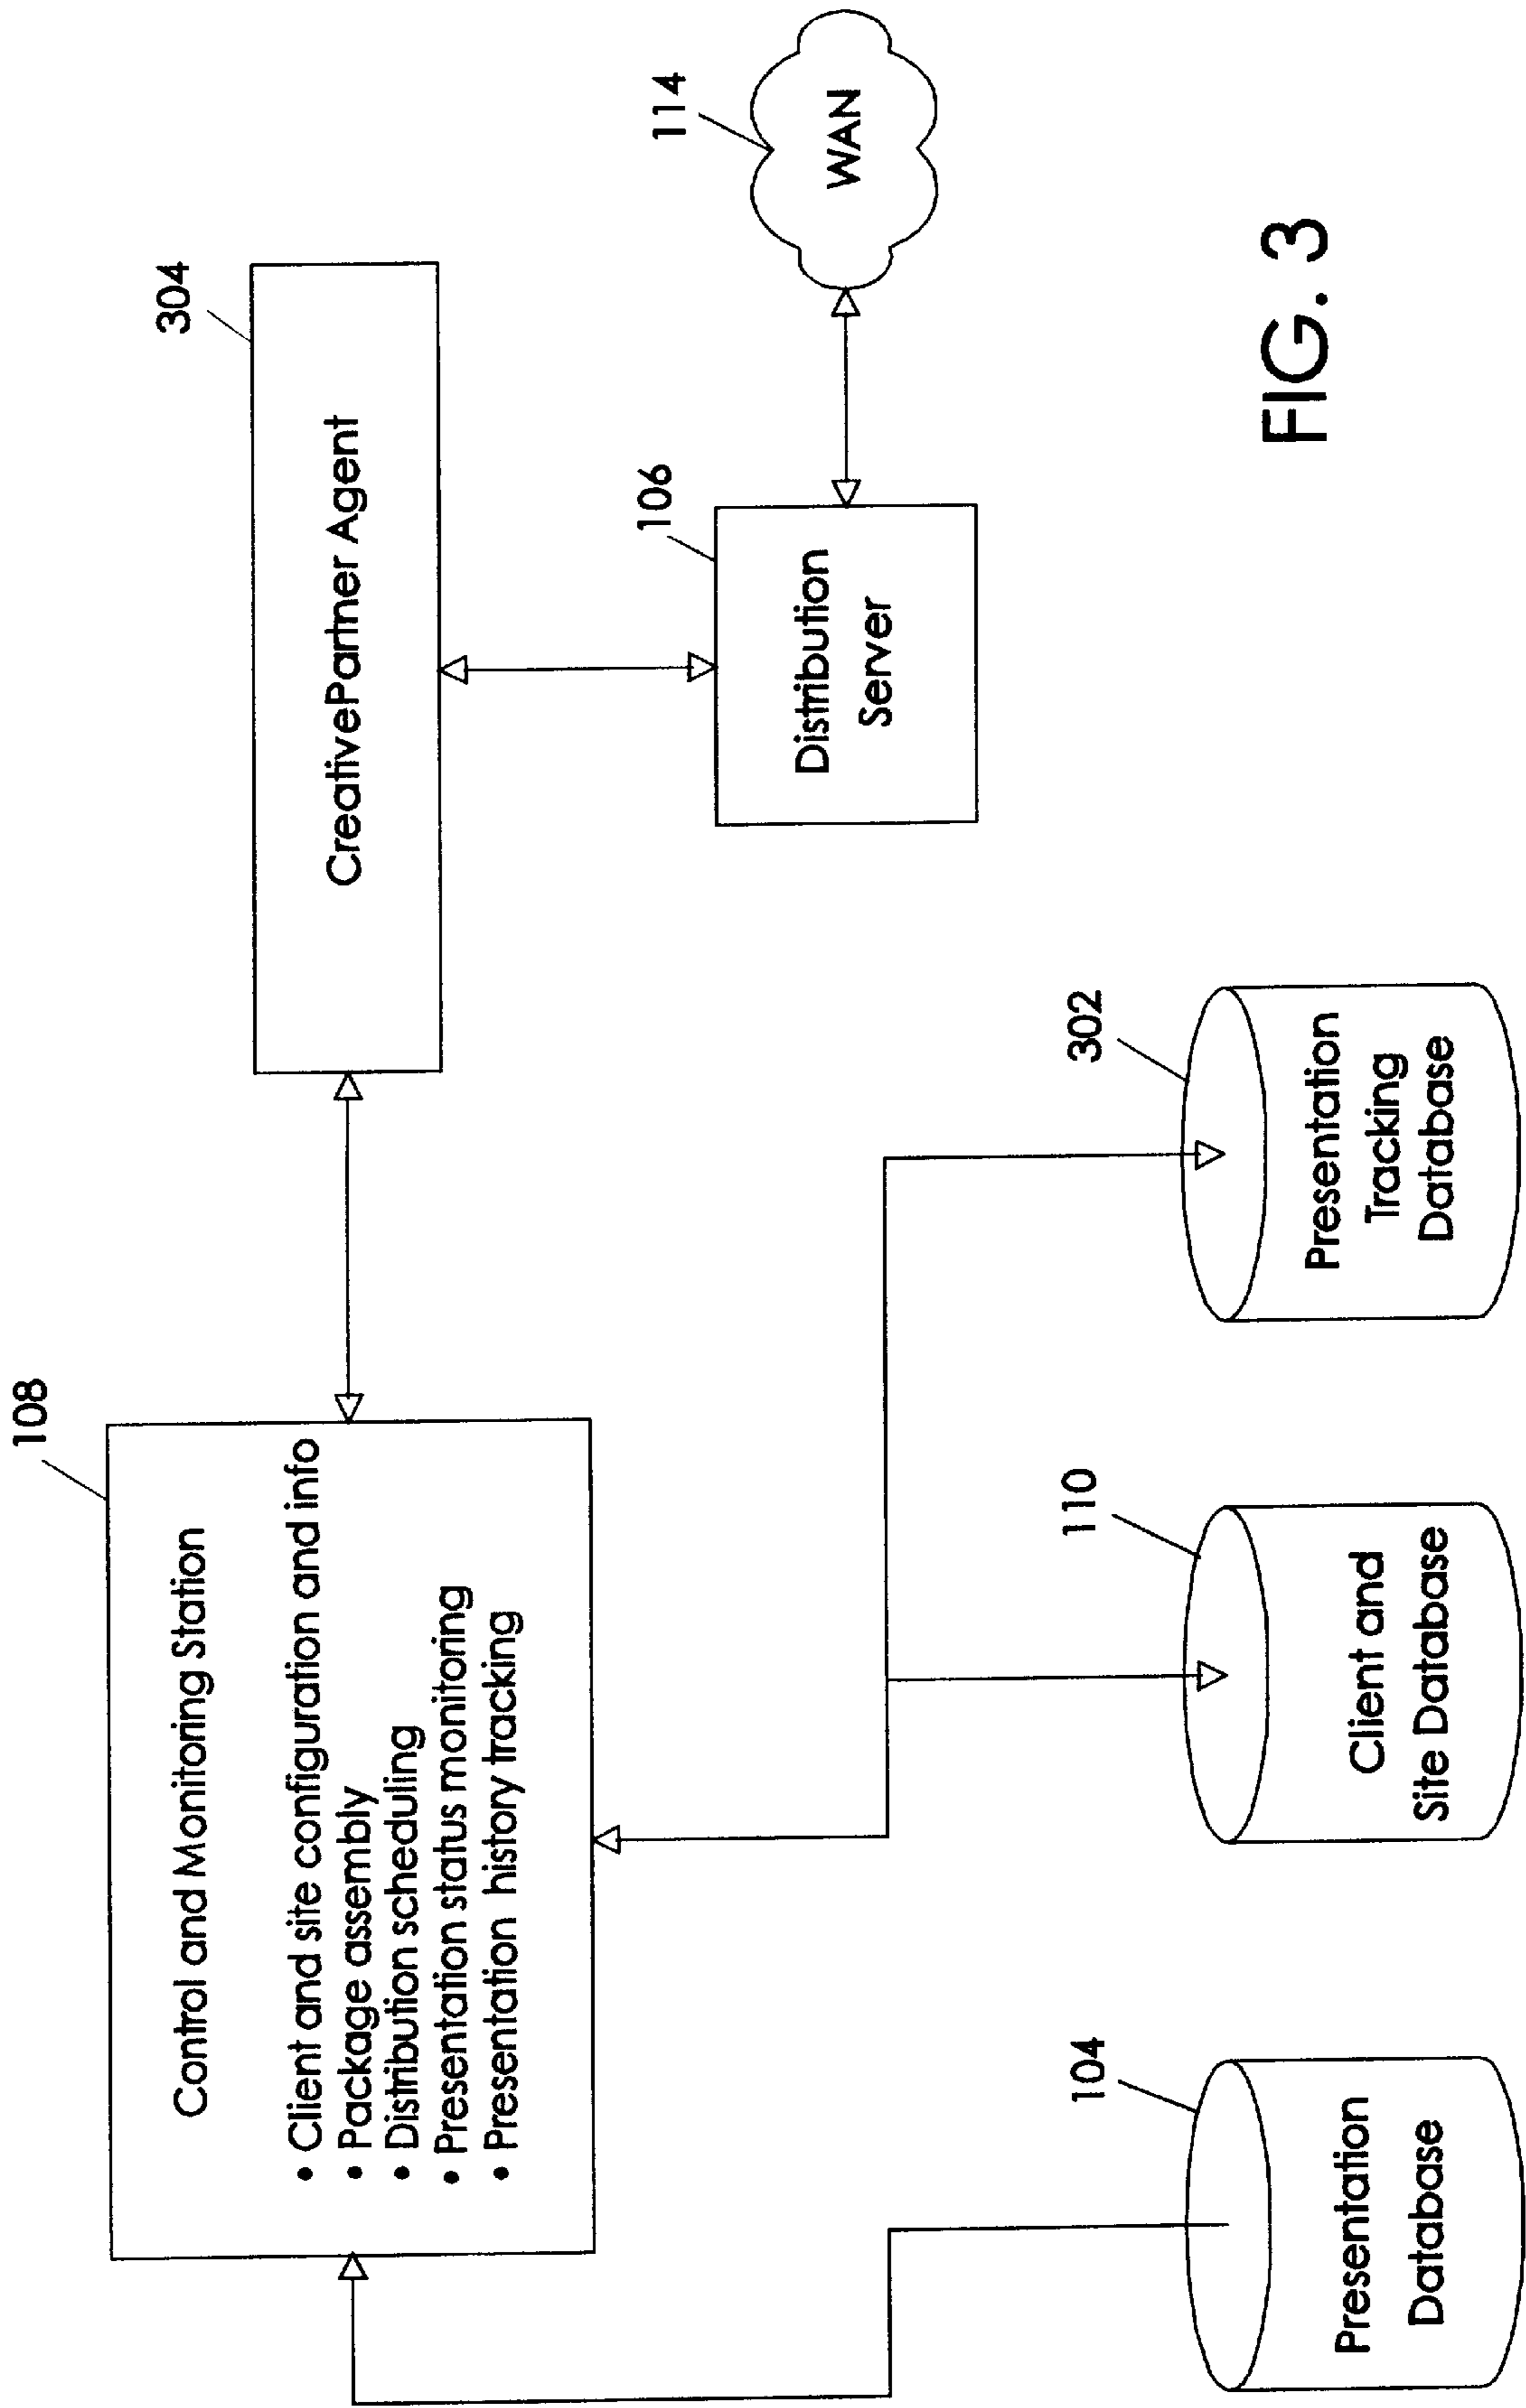 108
Control and Monitoring Station
• Client and site configuration and info
• Package assembly
• Distribution scheduling
• Presentation status monitoring
• Presentation history tracking
304
CreativePartner Agent
106
Distribution
Server
114
WAN
104
Presentation
Database
110
Client and
Site Database
302
Presentation
Tracking
Database
FIG. 3